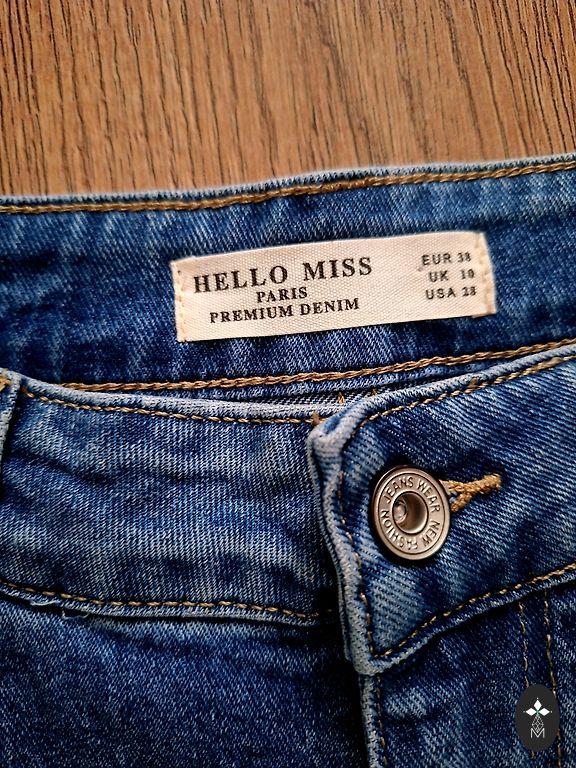 HELLO MISS
PARIS
PREMIUM DENIM
EUR 38
UK 10
USA 28
JEANS WEAR NEW FASHION
M